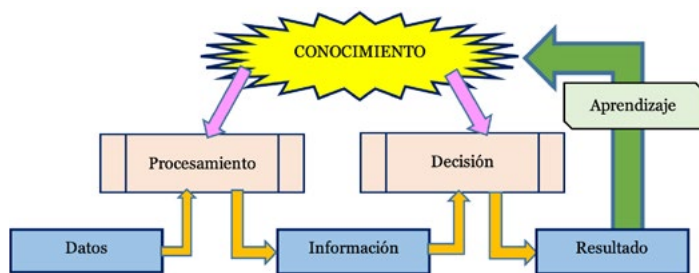 CONOCIMIENTO
Aprendizaje
Procesamiento
Decisión
Datos
Información
Resultado